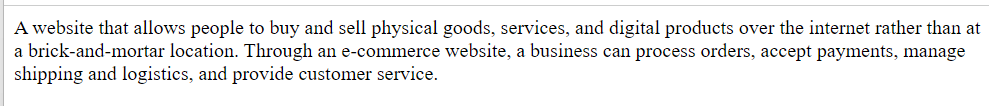 A website that allows people to buy and sell physical goods, services, and digital products over the internet rather than at
a brick-and-mortar location. Through an e-commerce website, a business can process orders, accept payments, manage
shipping and logistics, and provide customer service.